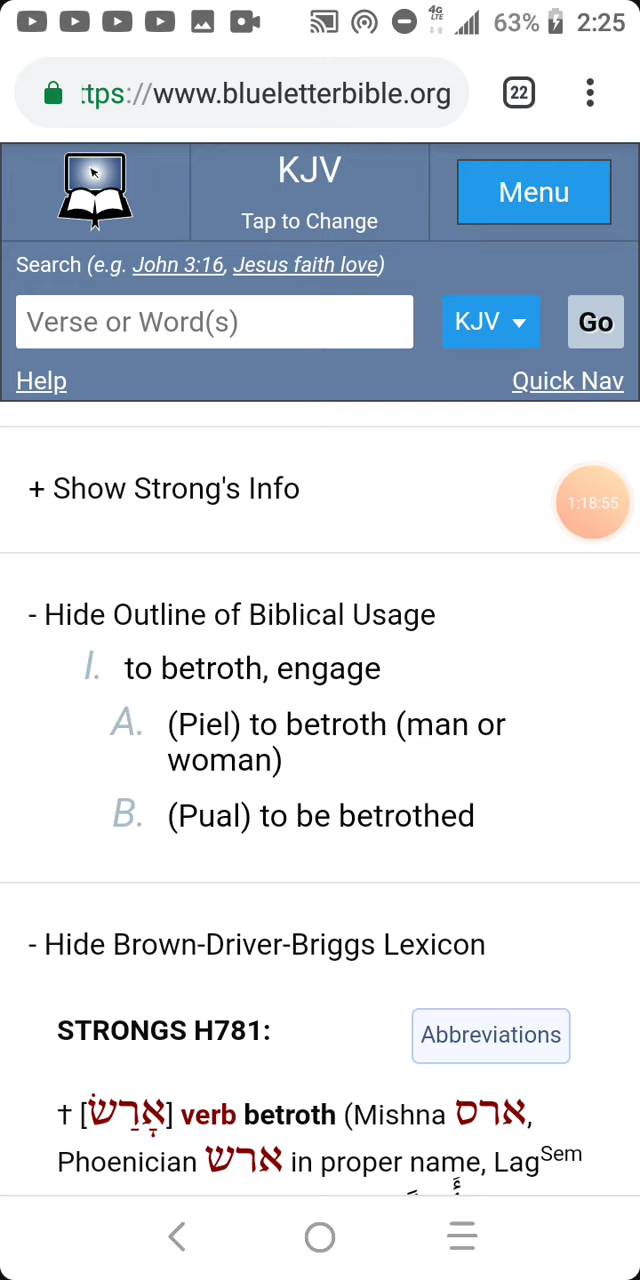 4G
LTE
63%
2:25
ttps://www.blueletterbible.org
22
KJV
Tap to Change
Menu
Search (e.g. John 3:16, Jesus faith love)
Verse or Word(s)
KJV
Go
Help
Quick Nav
+ Show Strong's Info
1:18:55
- Hide Outline of Biblical Usage
I. to betroth, engage
A. (Piel) to betroth (man or
woman)
B. (Pual) to be betrothed
- Hide Brown-Driver-Briggs Lexicon
STRONGS H781:
Abbreviations
† [אָרַשׂ] verb betroth (Mishna ארס,
Phoenician ארש in proper name, LagSem